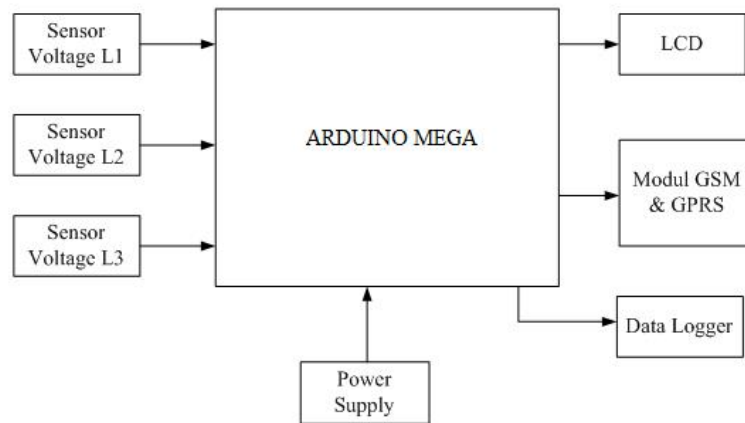 Sensor
Voltage L1
Sensor
Voltage L2
Sensor
Voltage L3
ARDUINO MEGA
LCD
Modul GSM
& GPRS
Data Logger
Power
Supply